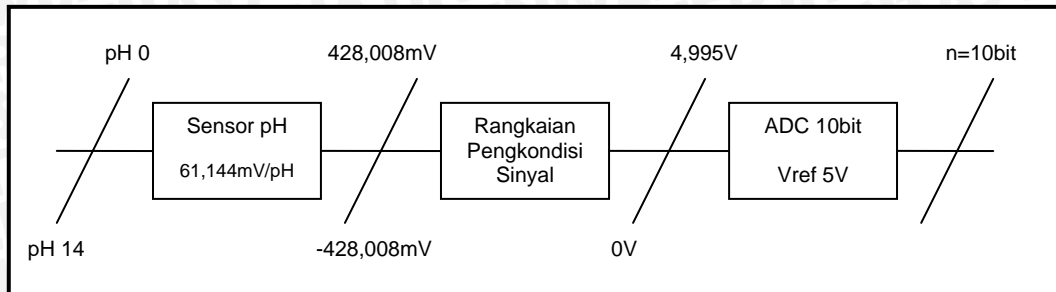 pH 0
428,008mV
4,995V
n=10bit
Sensor pH
61,144mV/pH
Rangkaian
Pengkondisi
Sinyal
ADC 10bit
Vref 5V
pH 14
-428,008mV
0V